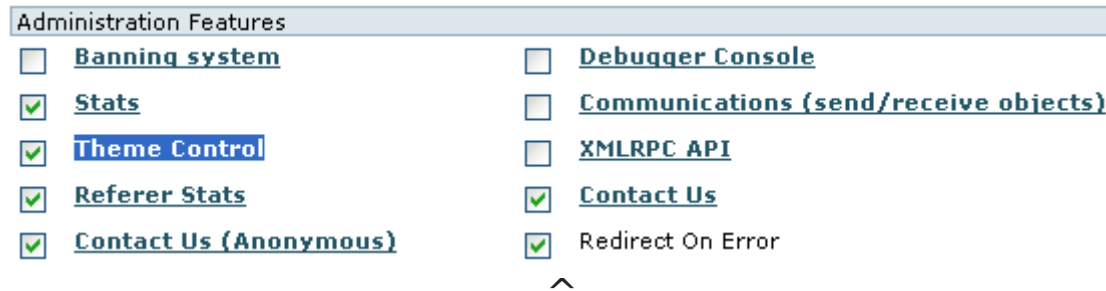 Administration Features
Banning system
Debugger Console
Stats
Communications (send/receive objects)
Theme Control
XMLRPC API
Referer Stats
Contact Us
Contact Us (Anonymous)
Redirect On Error